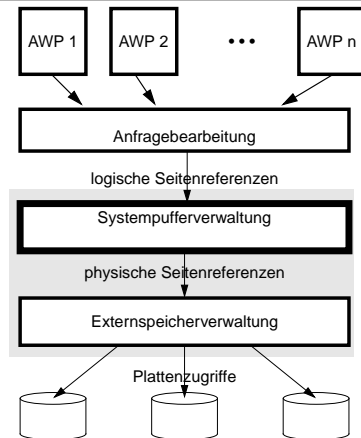 AWP 1 AWP 2 ••• AWP n
Anfragebearbeitung
logische Seitenreferenzen
Systempufferverwaltung
physische Seitenreferenzen
Externspeicherverwaltung
Plattenzugriffe